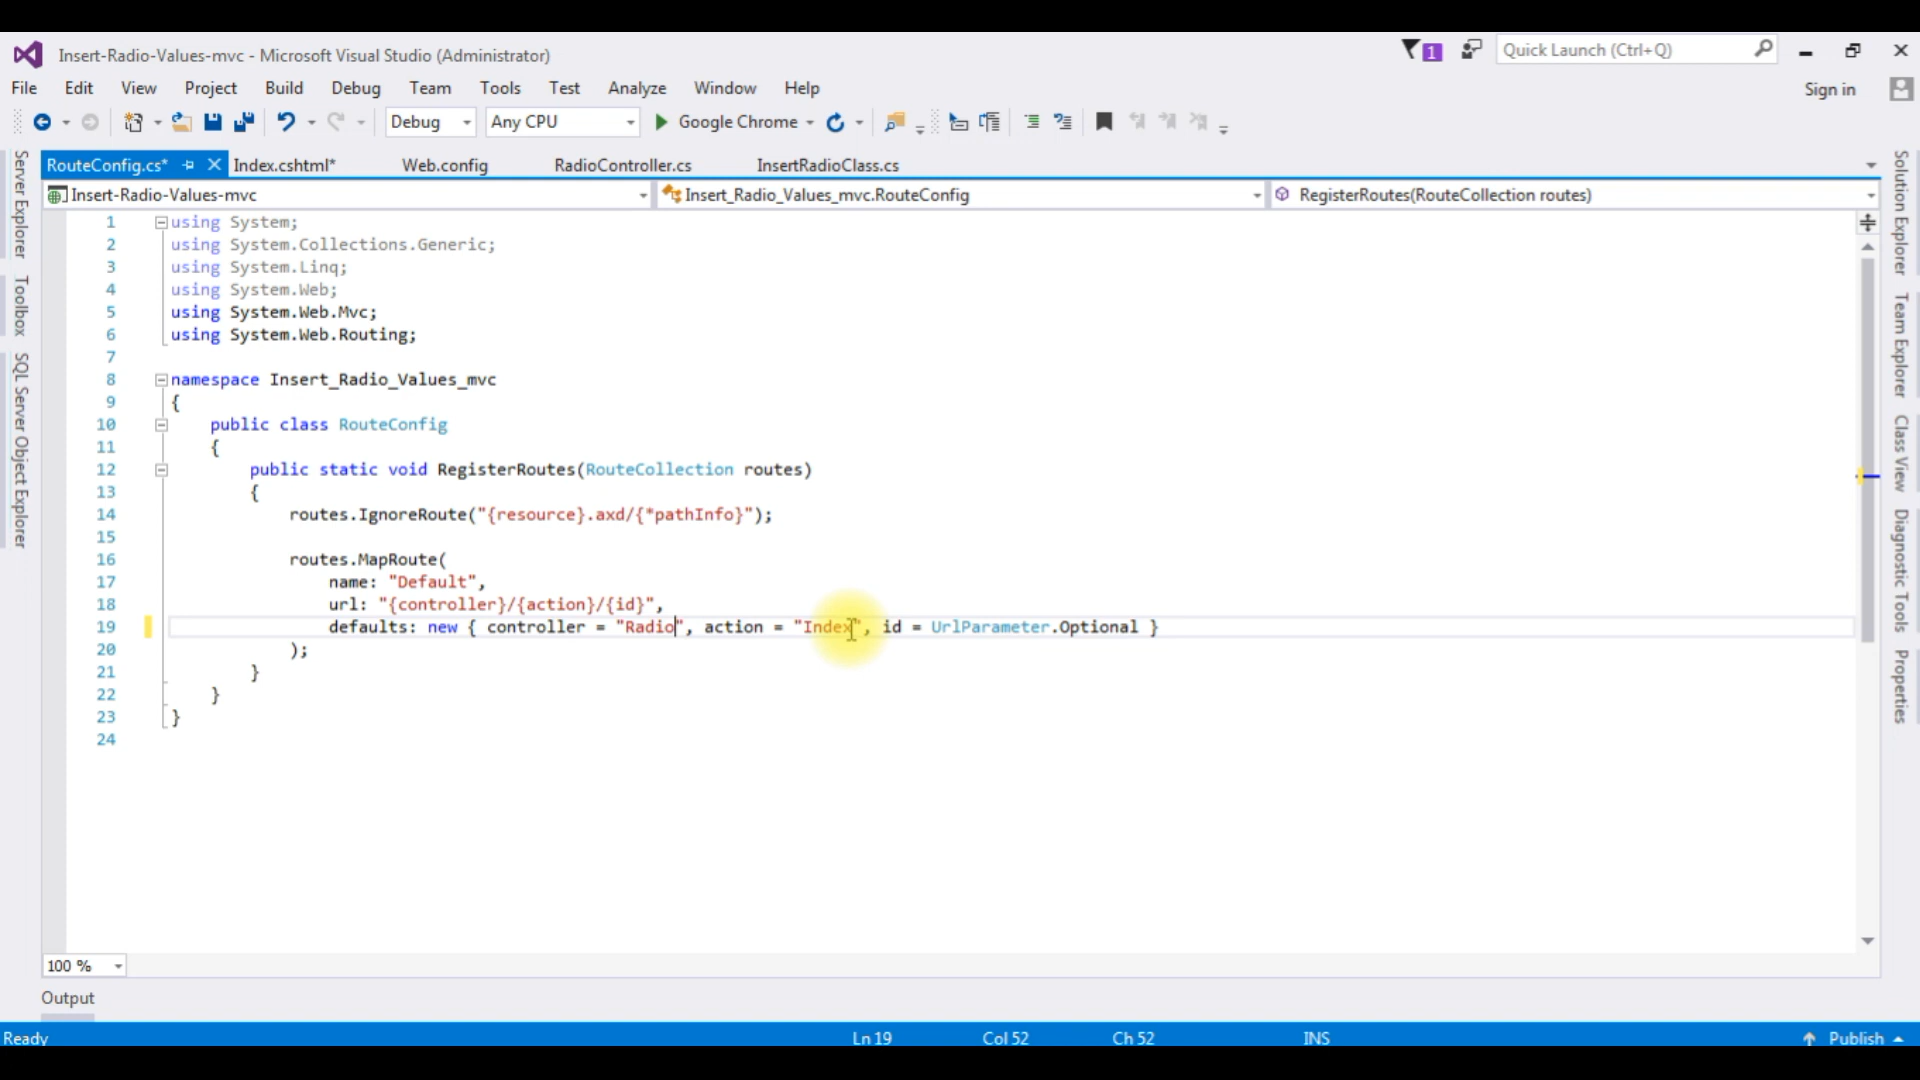 Insert-Radio-Values-mvc - Microsoft Visual Studio (Administrator)
1
Quick Launch (Ctrl+Q)
File Edit View Project Build Debug Team Tools Test Analyze Window Help
Sign in
Debug Any CPU Google Chrome
RouteConfig.cs* Index.cshtml* Web.config RadioController.cs InsertRadioClass.cs
Insert-Radio-Values-mvc Insert_Radio_Values_mvc.RouteConfig RegisterRoutes(RouteCollection routes)
Server Explorer
Toolbox
SQL Server Object Explorer
1 using System;
2 using System.Collections.Generic;
3 using System.Linq;
4 using System.Web;
5 using System.Web.Mvc;
6 using System.Web.Routing;
7
8 namespace Insert_Radio_Values_mvc
9 {
10 public class RouteConfig
11 {
12 public static void RegisterRoutes(RouteCollection routes)
13 {
14 routes.IgnoreRoute("{resource}.axd/{*pathInfo}");
15
16 routes.MapRoute(
17 name: "Default",
18 url: "{controller}/{action}/{id}",
19 defaults: new { controller = "Radio", action = "Index", id = UrlParameter.Optional }
20 );
21 }
22 }
23 }
24
Solution Explorer
Team Explorer
Class View
Diagnostic Tools
Properties
100 %
Output
Ready Ln 19 Col 52 Ch 52 INS Publish